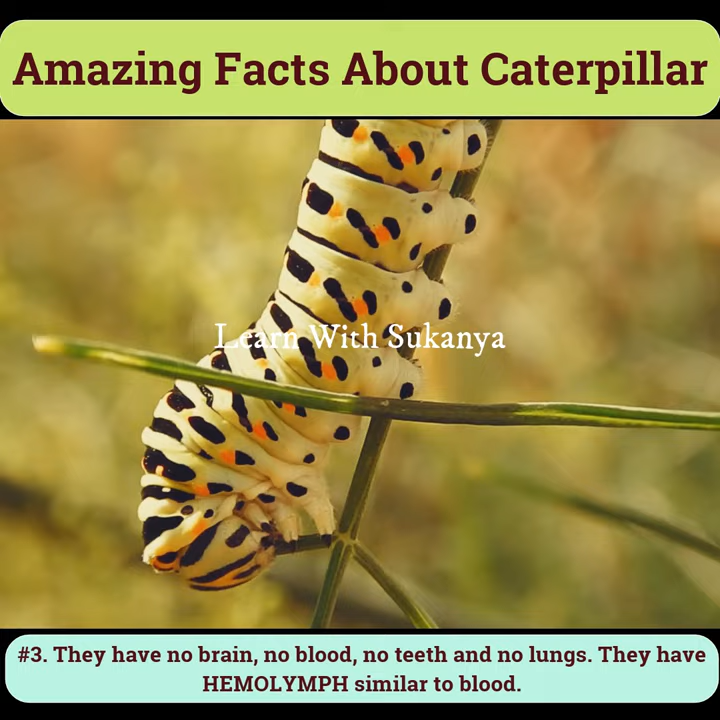 Amazing Facts About Caterpillar
Learn With Sukanya
#3. They have no brain, no blood, no teeth and no lungs. They have
HEMOLYMPH similar to blood.